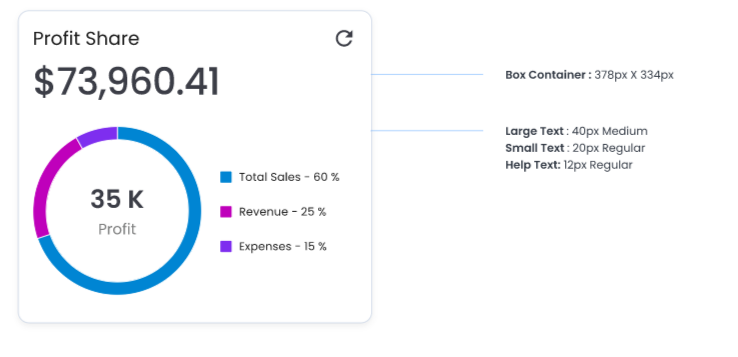 Profit Share
$73,960.41
35 K
Profit
Total Sales - 60 %
Revenue - 25 %
Expenses - 15 %
Box Container : 378px X 334px
Large Text : 40px Medium
Small Text : 20px Regular
Help Text: 12px Regular